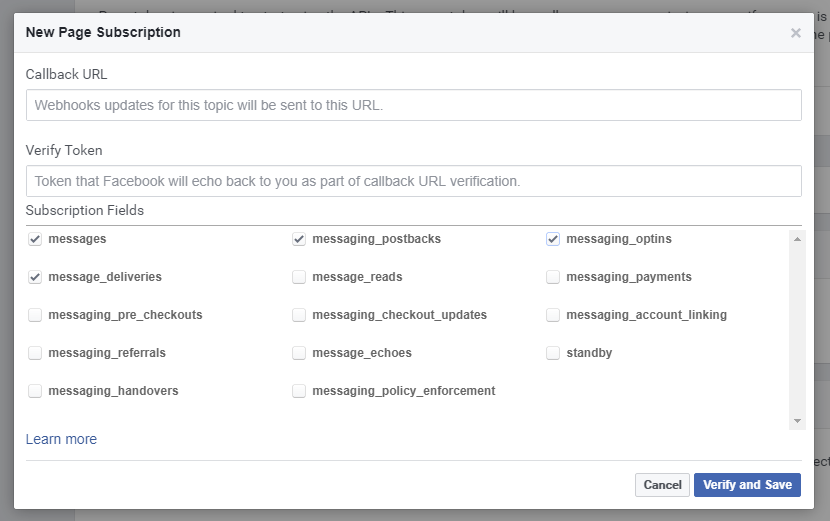 New Page Subscription
×
Callback URL
Webhooks updates for this topic will be sent to this URL.
Verify Token
Token that Facebook will echo back to you as part of callback URL verification.
Subscription Fields
messages messaging_postbacks messaging_optins
message_deliveries message_reads messaging_payments
messaging_pre_checkouts messaging_checkout_updates messaging_account_linking
messaging_referrals message_echoes standby
messaging_handovers messaging_policy_enforcement
Learn more
Cancel Verify and Save